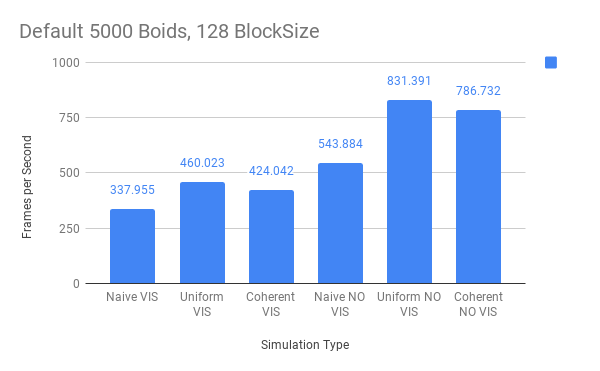 Default 5000 Boids, 128 BlockSize
1000
750
500
250
0
Frames per Second
337.955
460.023
424.042
543.884
831.391
786.732
Naive VIS
Uniform
VIS
Coherent
VIS
Naive NO
VIS
Uniform NO
VIS
Coherent
NO VIS
Simulation Type